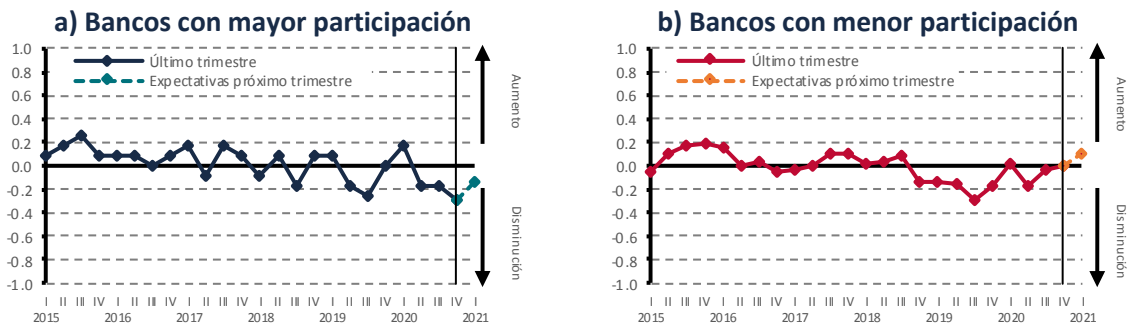 a) Bancos con mayor participación
1.0
0.8
0.6
0.4
0.2
0.0
-0.2
-0.4
-0.6
-0.8
-1.0
Último trimestre
Expectativas próximo trimestre
Aumento
Disminución
I II III IV I II III IV I II III IV I II III IV I II III IV I II III IV I
2015 2016 2017 2018 2019 2020 2021
b) Bancos con menor participación
1.0
0.8
0.6
0.4
0.2
0.0
-0.2
-0.4
-0.6
-0.8
-1.0
Último trimestre
Expectativas próximo trimestre
Aumento
Disminución
I II III IV I II III IV I II III IV I II III IV I II III IV I II III IV I
2015 2016 2017 2018 2019 2020 2021